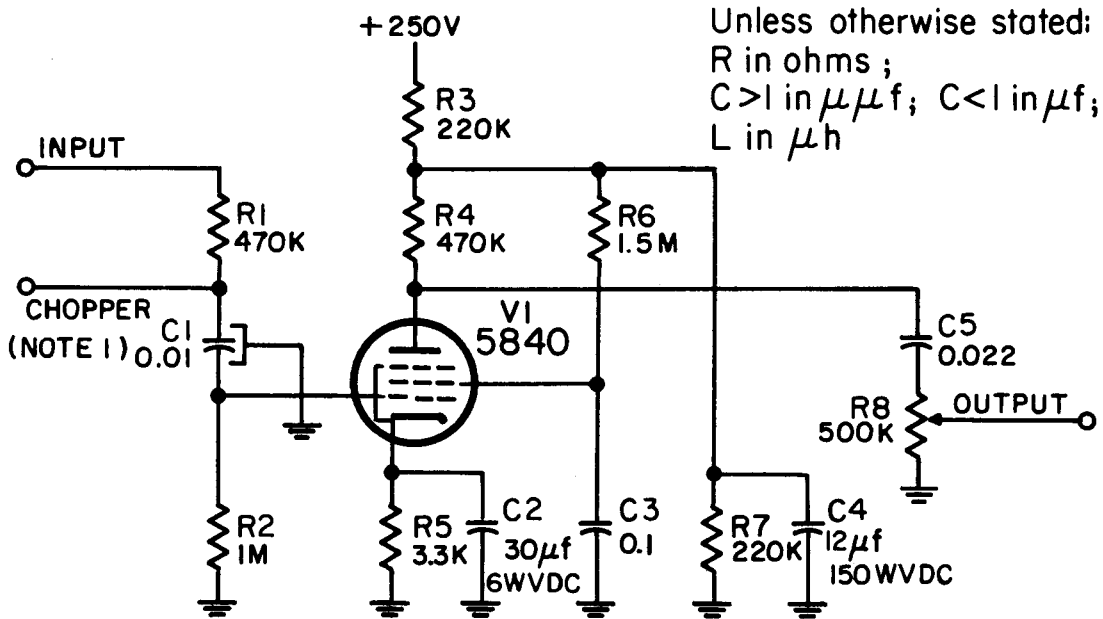 +250V
Unless otherwise stated:
R in ohms ;
C>1 in μμf; C<1 in μf;
L in μh
R3
220K
INPUT
R1
470K
R4
470K
R6
1.5M
CHOPPER
(NOTE 1)
C1
0.01
V1
5840
C5
0.022
R8
500K
OUTPUT
R2
1M
R5
3.3K
C2
30μf
6WVDC
C3
0.1
R7
220K
C4
12μf
150WVDC